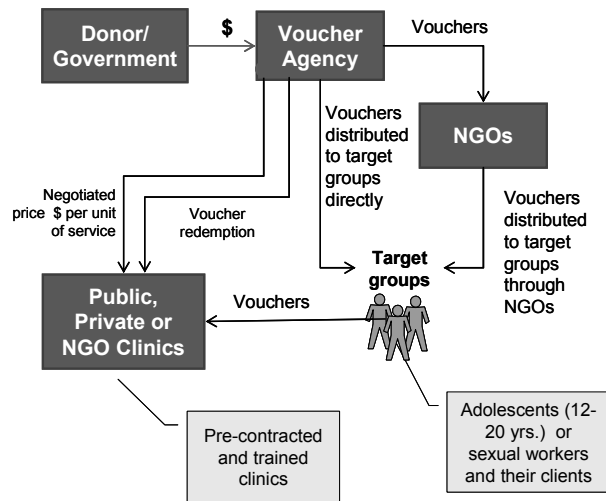 Donor/
Government
$
Voucher
Agency
Vouchers
NGOs
Vouchers
distributed
to target
groups
directly
Negotiated
price $ per unit
of service
Voucher
redemption
Vouchers
distributed
to target
groups
through
NGOs
Target
groups
Public,
Private or
NGO Clinics
Vouchers
Pre-contracted
and trained
clinics
Adolescents (12-
20 yrs.) or
sexual workers
and their clients